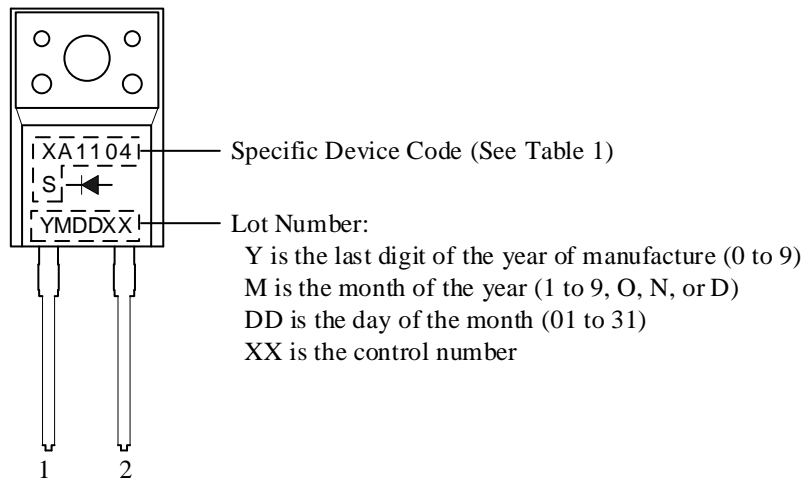 XA1104
S
Specific Device Code (See Table 1)
YMDDXX
Lot Number:
Y is the last digit of the year of manufacture (0 to 9)
M is the month of the year (1 to 9, O, N, or D)
DD is the day of the month (01 to 31)
XX is the control number
1 2